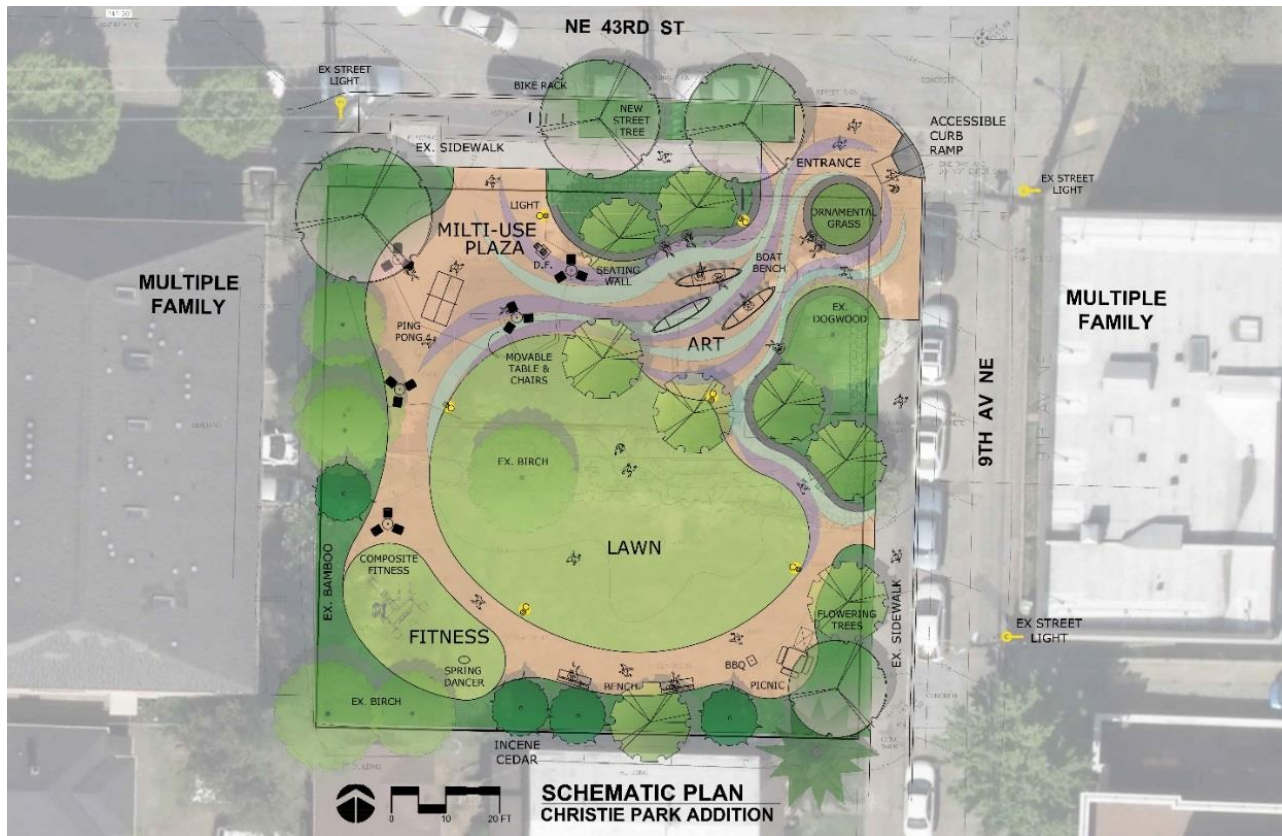 NE 43RD ST
EX STREET
LIGHT
BIKE RACK
NEW
STREET
TREE
EX. SIDEWALK
ACCESSIBLE
CURB
RAMP
ENTRANCE
EX STREET
LIGHT
LIGHT
ORNAMENTAL
GRASS
MILTI-USE
PLAZA
D.F.
SEATING
WALL
BOAT
BENCH
MULTIPLE
FAMILY
MULTIPLE
FAMILY
EX.
DOGWOOD
PING
PONG
ART
MOVABLE
TABLE &
CHAIRS
9TH AV NE
EX. BIRCH
LAWN
COMPOSITE
FITNESS
EX. BAMBOO
FITNESS
SPRING
DANCER
FLOWERING
TREES
EX. SIDEWALK
EX STREET
LIGHT
BBQ
PICNIC
BENCH
EX. BIRCH
INCENE
CEDAR
0 10 20 FT
SCHEMATIC PLAN
CHRISTIE PARK ADDITION